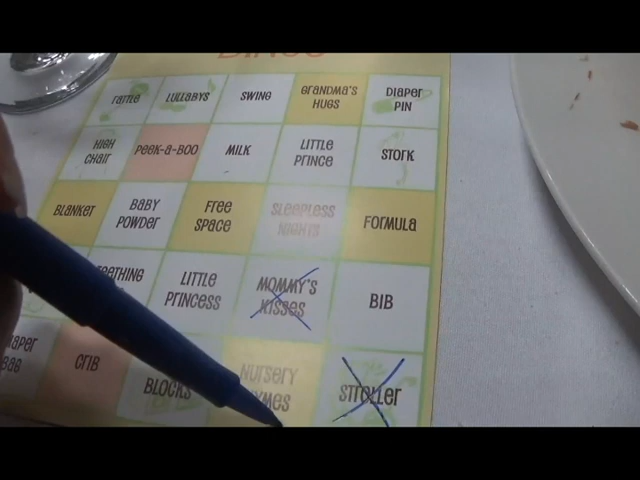 RATTLE LULLABYS SWING GRANDMA'S HUGS DIAPER PIN
HIGH CHAIR PEEK-A-BOO MILK LITTLE PRINCE STORK
BLANKET BABY POWDER FREE SPACE SLEEPLESS NIGHTS FORMULA
LITTLE PRINCESS MOMMY'S KISSES BIB
CRIB BLOCKS NURSERY STROLLER